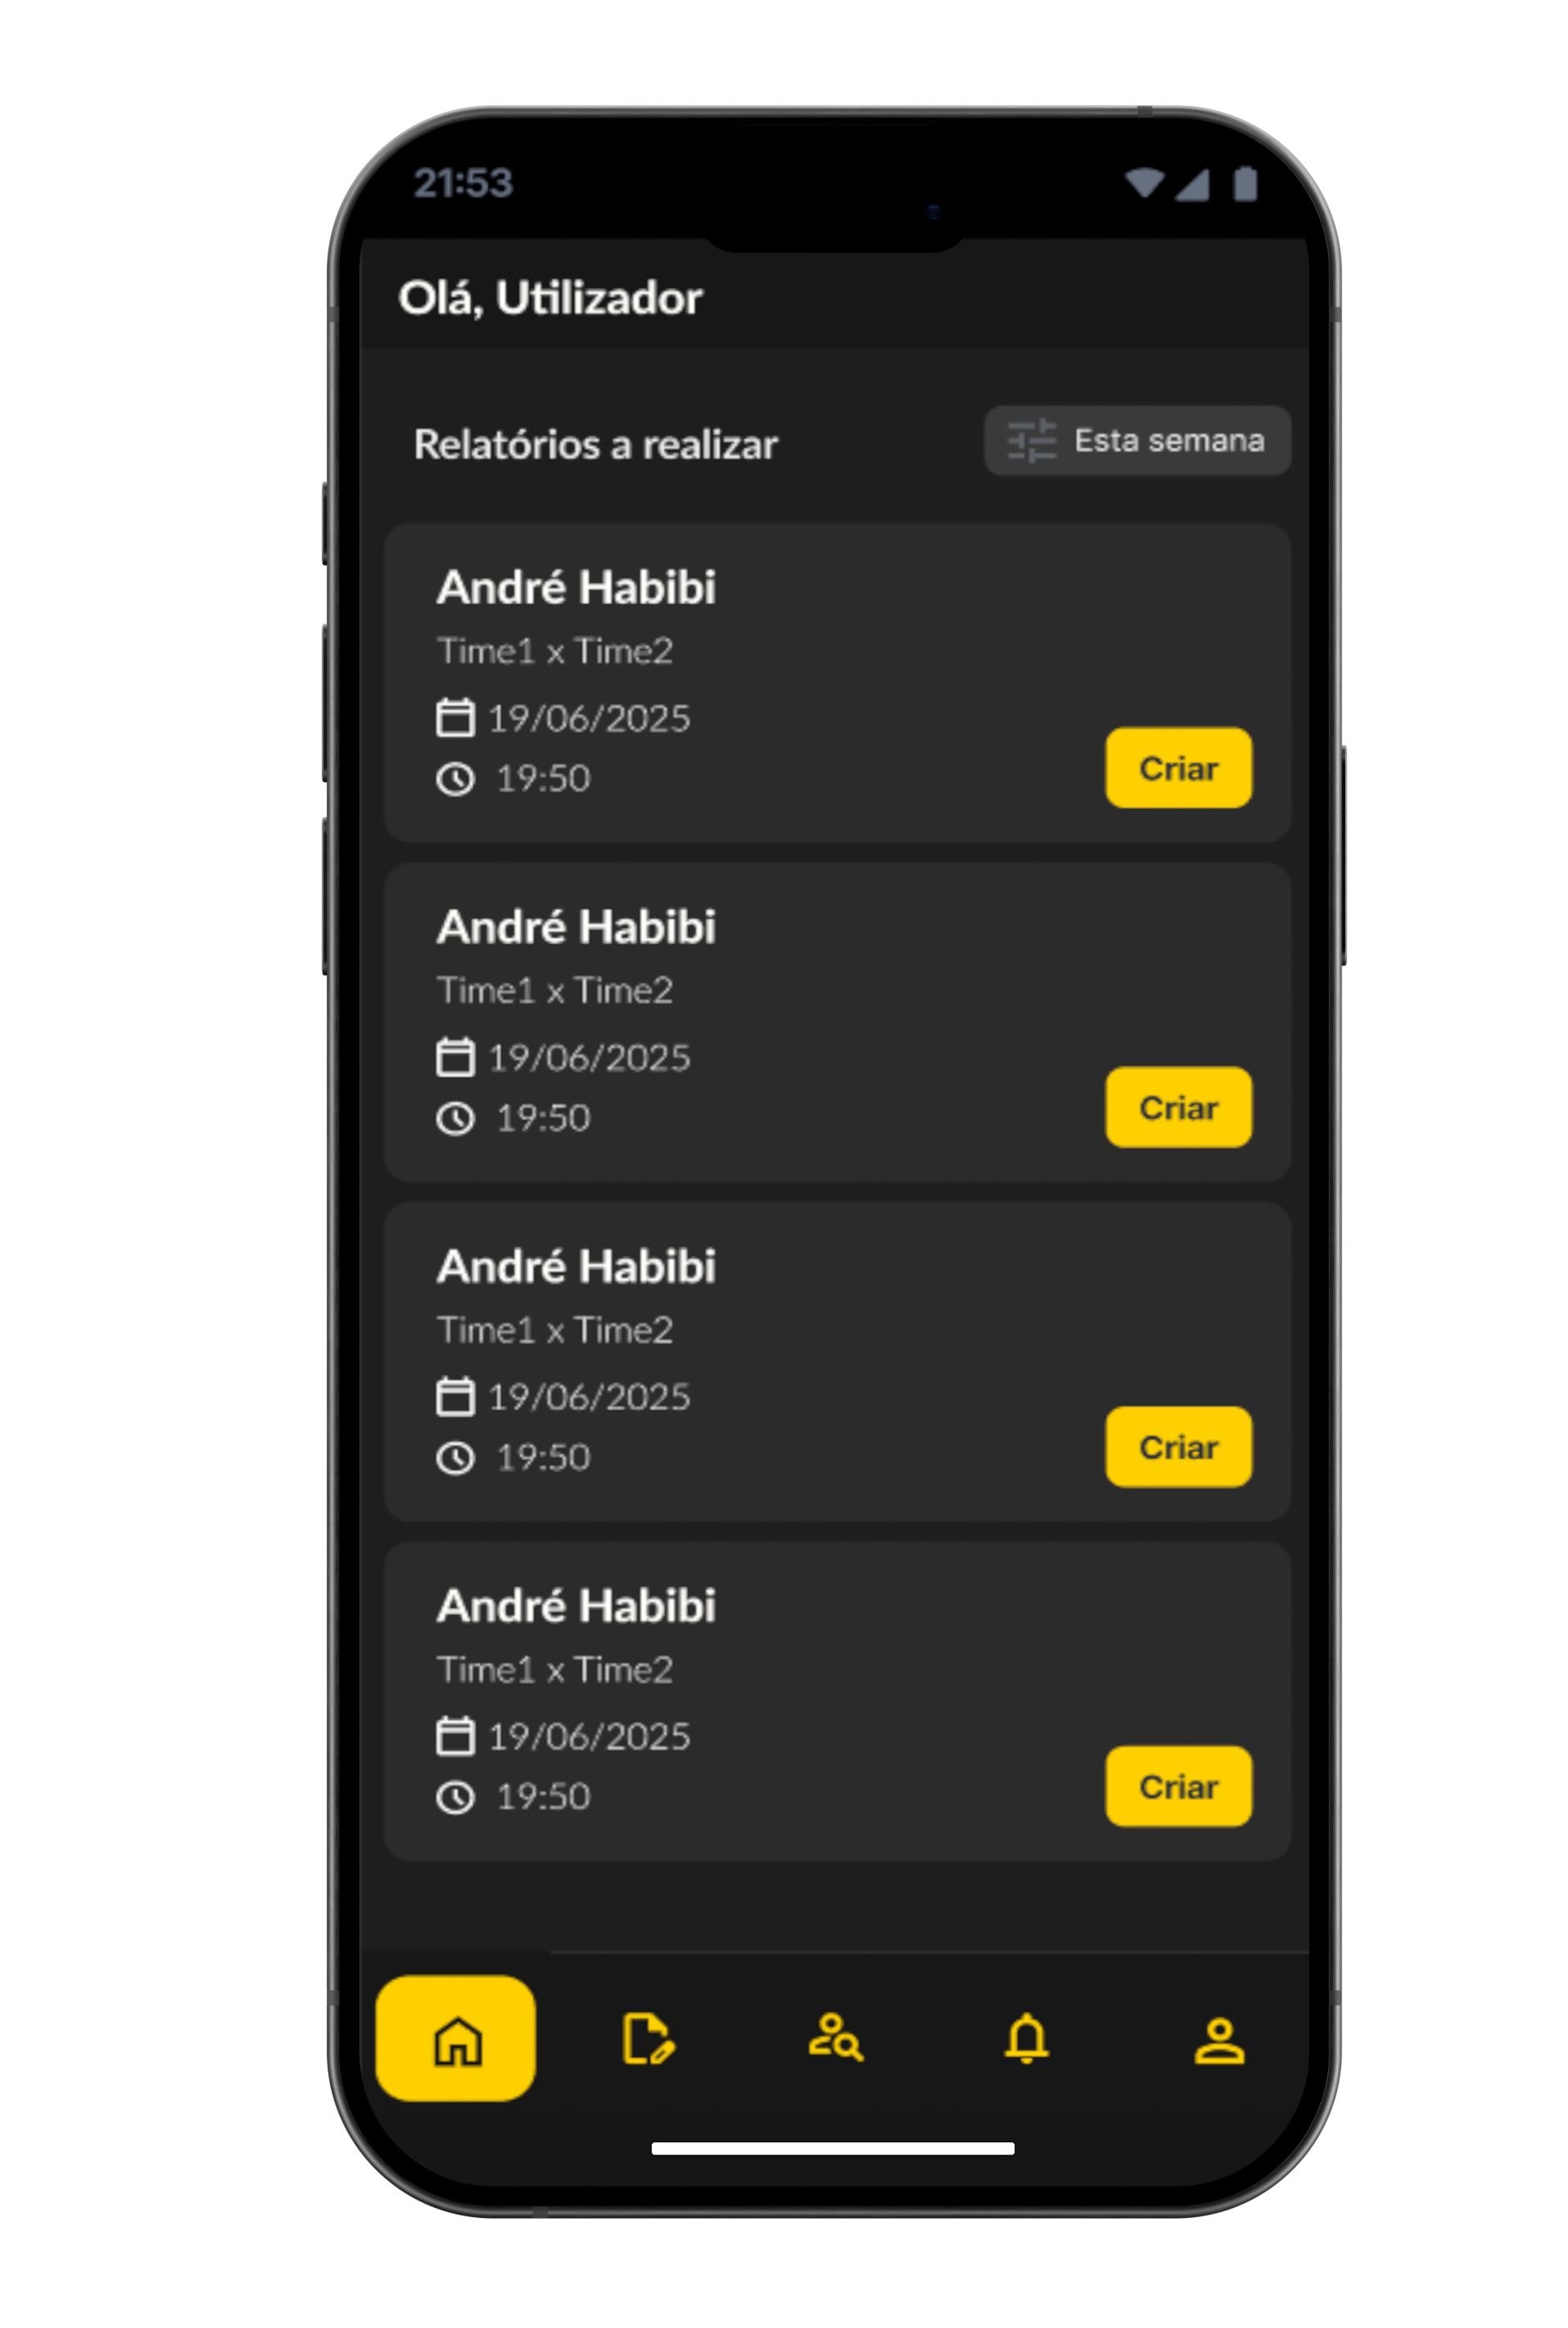 21:53
Olá, Utilizador
Relatórios a realizar
Esta semana
André Habibi
Time1 x Time2
19/06/2025
19:50
Criar
André Habibi
Time1 x Time2
19/06/2025
19:50
Criar
André Habibi
Time1 x Time2
19/06/2025
19:50
Criar
André Habibi
Time1 x Time2
19/06/2025
19:50
Criar